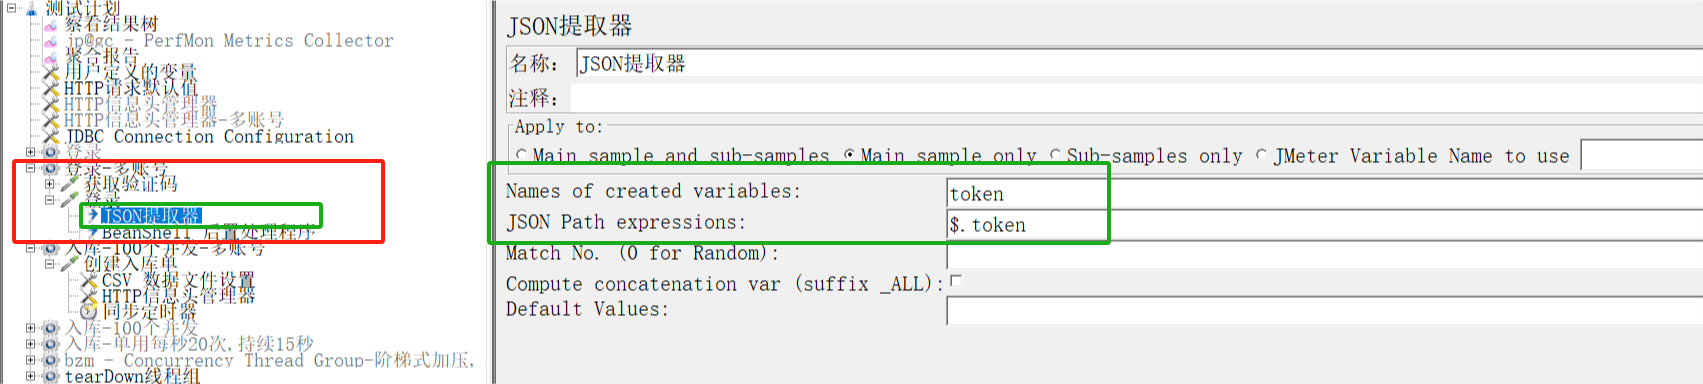 测试计划
察看结果树
jp@gc - PerfMon Metrics Collector
聚合报告
用户定义的变量
HTTP请求默认值
HTTP信息头管理器
HTTP信息头管理器-多账号
JDBC Connection Configuration
登录
登录-多账号
获取验证码
登录
JSON提取器
BeanShell 后置处理程序
入库-100个并发-多账号
创建入库单
CSV 数据文件设置
HTTP信息头管理器
同步定时器
入库-100个并发
入库-单用每秒20次,持续15秒
bzm - Concurrency Thread Group-阶梯式加压,
tearDown线程组
JSON提取器
名称: JSON提取器
注释:
Apply to:
Main sample and sub-samples Main sample only Sub-samples only JMeter Variable Name to use
Names of created variables: token
JSON Path expressions: $.token
Match No. (0 for Random):
Compute concatenation var (suffix _ALL):
Default Values: